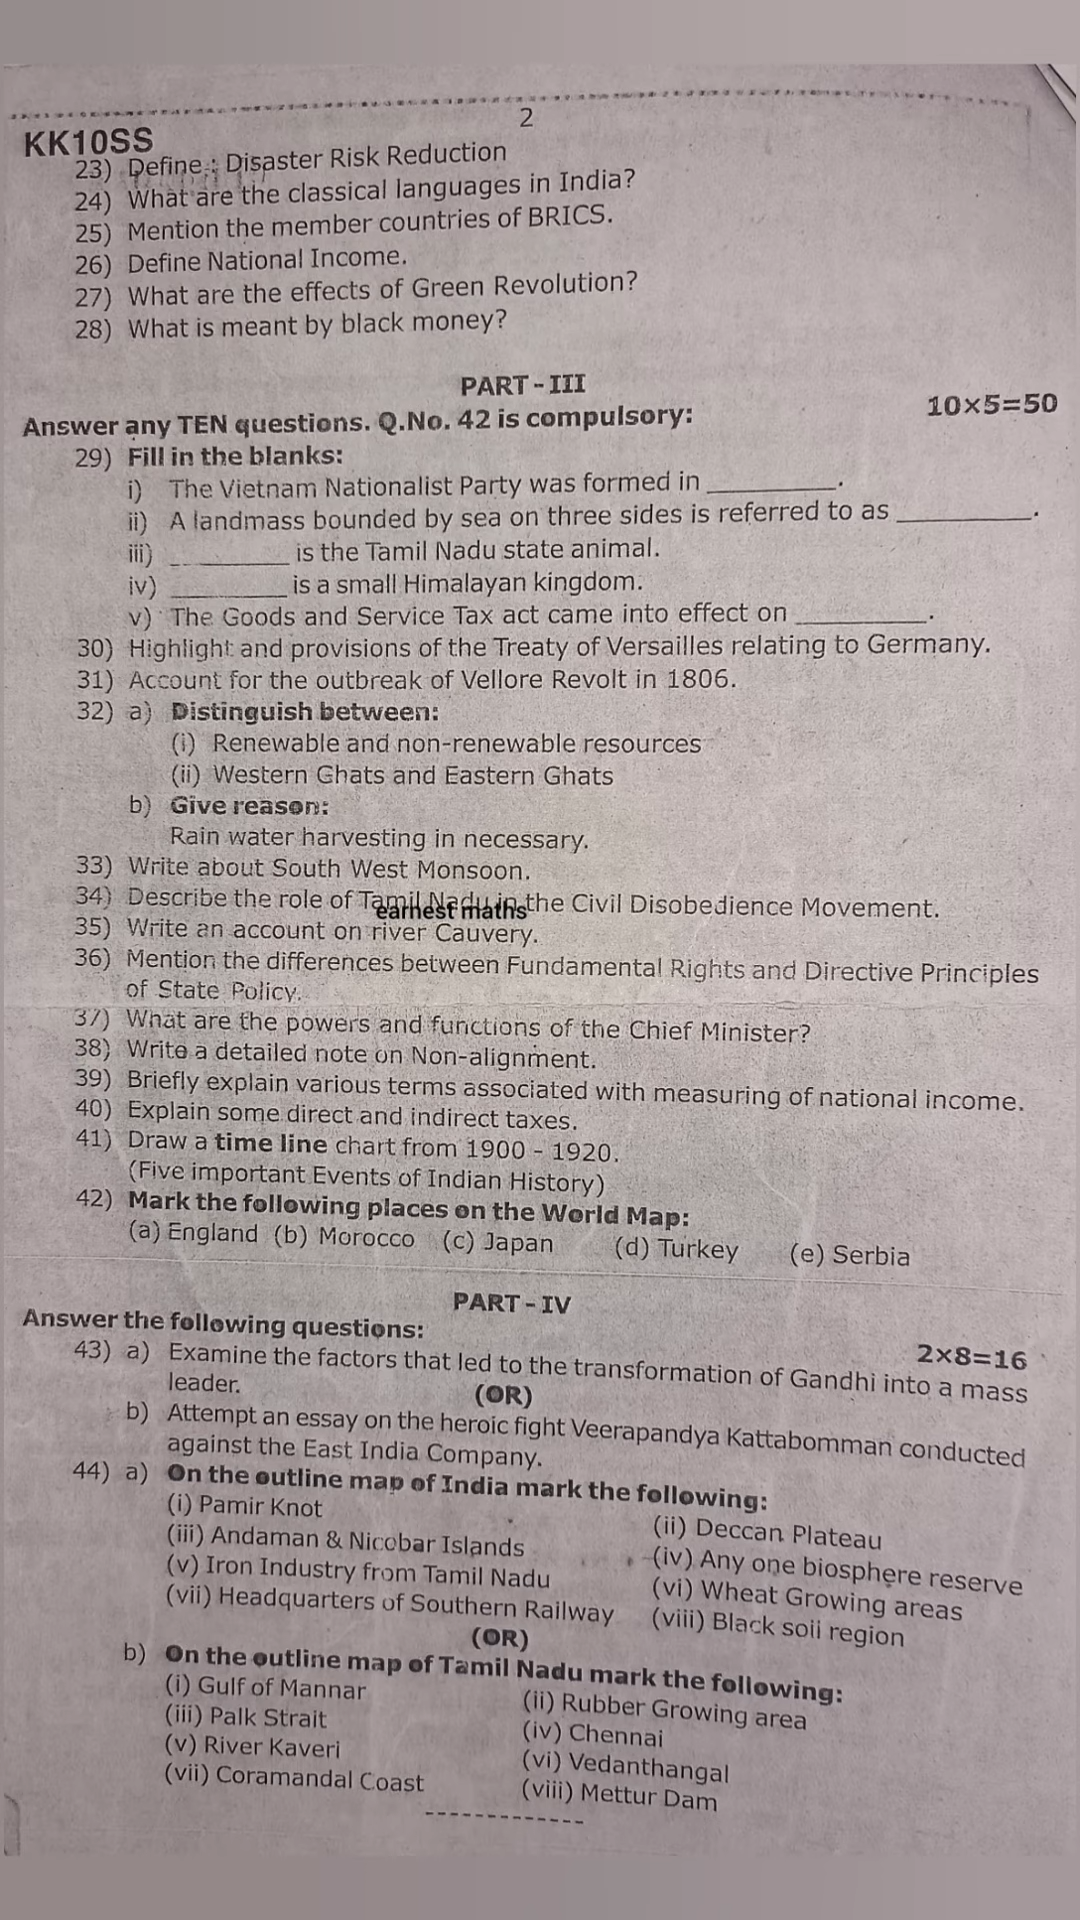 2
KK10SS
23) Define : Disaster Risk Reduction
24) What are the classical languages in India?
25) Mention the member countries of BRICS.
26) Define National Income.
27) What are the effects of Green Revolution?
28) What is meant by black money?
PART - III
Answer any TEN questions. Q.No. 42 is compulsory: 10×5=50
29) Fill in the blanks:
i) The Vietnam Nationalist Party was formed in __________.
ii) A landmass bounded by sea on three sides is referred to as __________.
iii) __________ is the Tamil Nadu state animal.
iv) __________ is a small Himalayan kingdom.
v) The Goods and Service Tax act came into effect on __________.
30) Highlight and provisions of the Treaty of Versailles relating to Germany.
31) Account for the outbreak of Vellore Revolt in 1806.
32) a) Distinguish between:
(i) Renewable and non-renewable resources
(ii) Western Ghats and Eastern Ghats
b) Give reason:
Rain water harvesting in necessary.
33) Write about South West Monsoon.
34) Describe the role of Tamil Nadu in the Civil Disobedience Movement.
earnest maths
35) Write an account on river Cauvery.
36) Mention the differences between Fundamental Rights and Directive Principles
of State Policy.
37) What are the powers and functions of the Chief Minister?
38) Write a detailed note on Non-alignment.
39) Briefly explain various terms associated with measuring of national income.
40) Explain some direct and indirect taxes.
41) Draw a time line chart from 1900 - 1920.
(Five important Events of Indian History)
42) Mark the following places on the World Map:
(a) England (b) Morocco (c) Japan (d) Turkey (e) Serbia
PART - IV
Answer the following questions: 2×8=16
43) a) Examine the factors that led to the transformation of Gandhi into a mass
leader.
(OR)
b) Attempt an essay on the heroic fight Veerapandya Kattabomman conducted
against the East India Company.
44) a) On the outline map of India mark the following:
(i) Pamir Knot (ii) Deccan Plateau
(iii) Andaman & Nicobar Islands (iv) Any one biosphere reserve
(v) Iron Industry from Tamil Nadu (vi) Wheat Growing areas
(vii) Headquarters of Southern Railway (viii) Black soil region
(OR)
b) On the outline map of Tamil Nadu mark the following:
(i) Gulf of Mannar (ii) Rubber Growing area
(iii) Palk Strait (iv) Chennai
(v) River Kaveri (vi) Vedanthangal
(vii) Coramandal Coast (viii) Mettur Dam